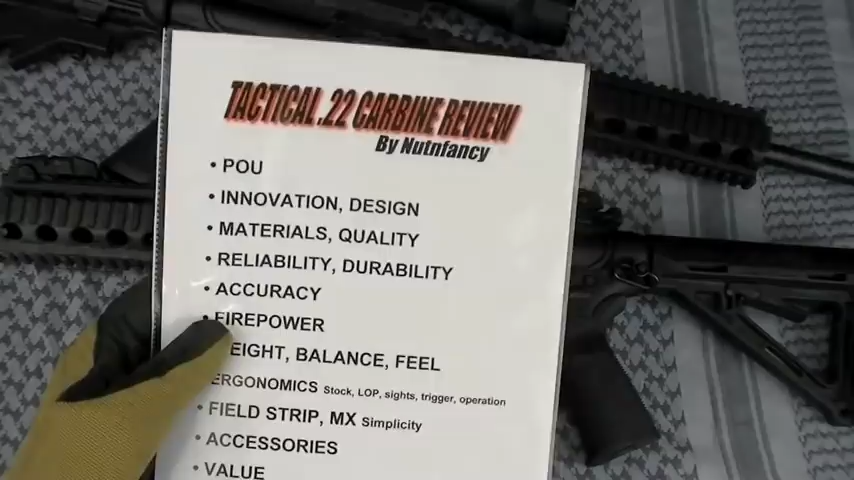 TACTICAL .22 CARBINE REVIEW
By Nutnfancy
• POU
• INNOVATION, DESIGN
• MATERIALS, QUALITY
• RELIABILITY, DURABILITY
• ACCURACY
• FIREPOWER
EIGHT, BALANCE, FEEL
ERGONOMICS Stock, LOP, sights, trigger, operation
• FIELD STRIP, MX Simplicity
• ACCESSORIES
• VALUE